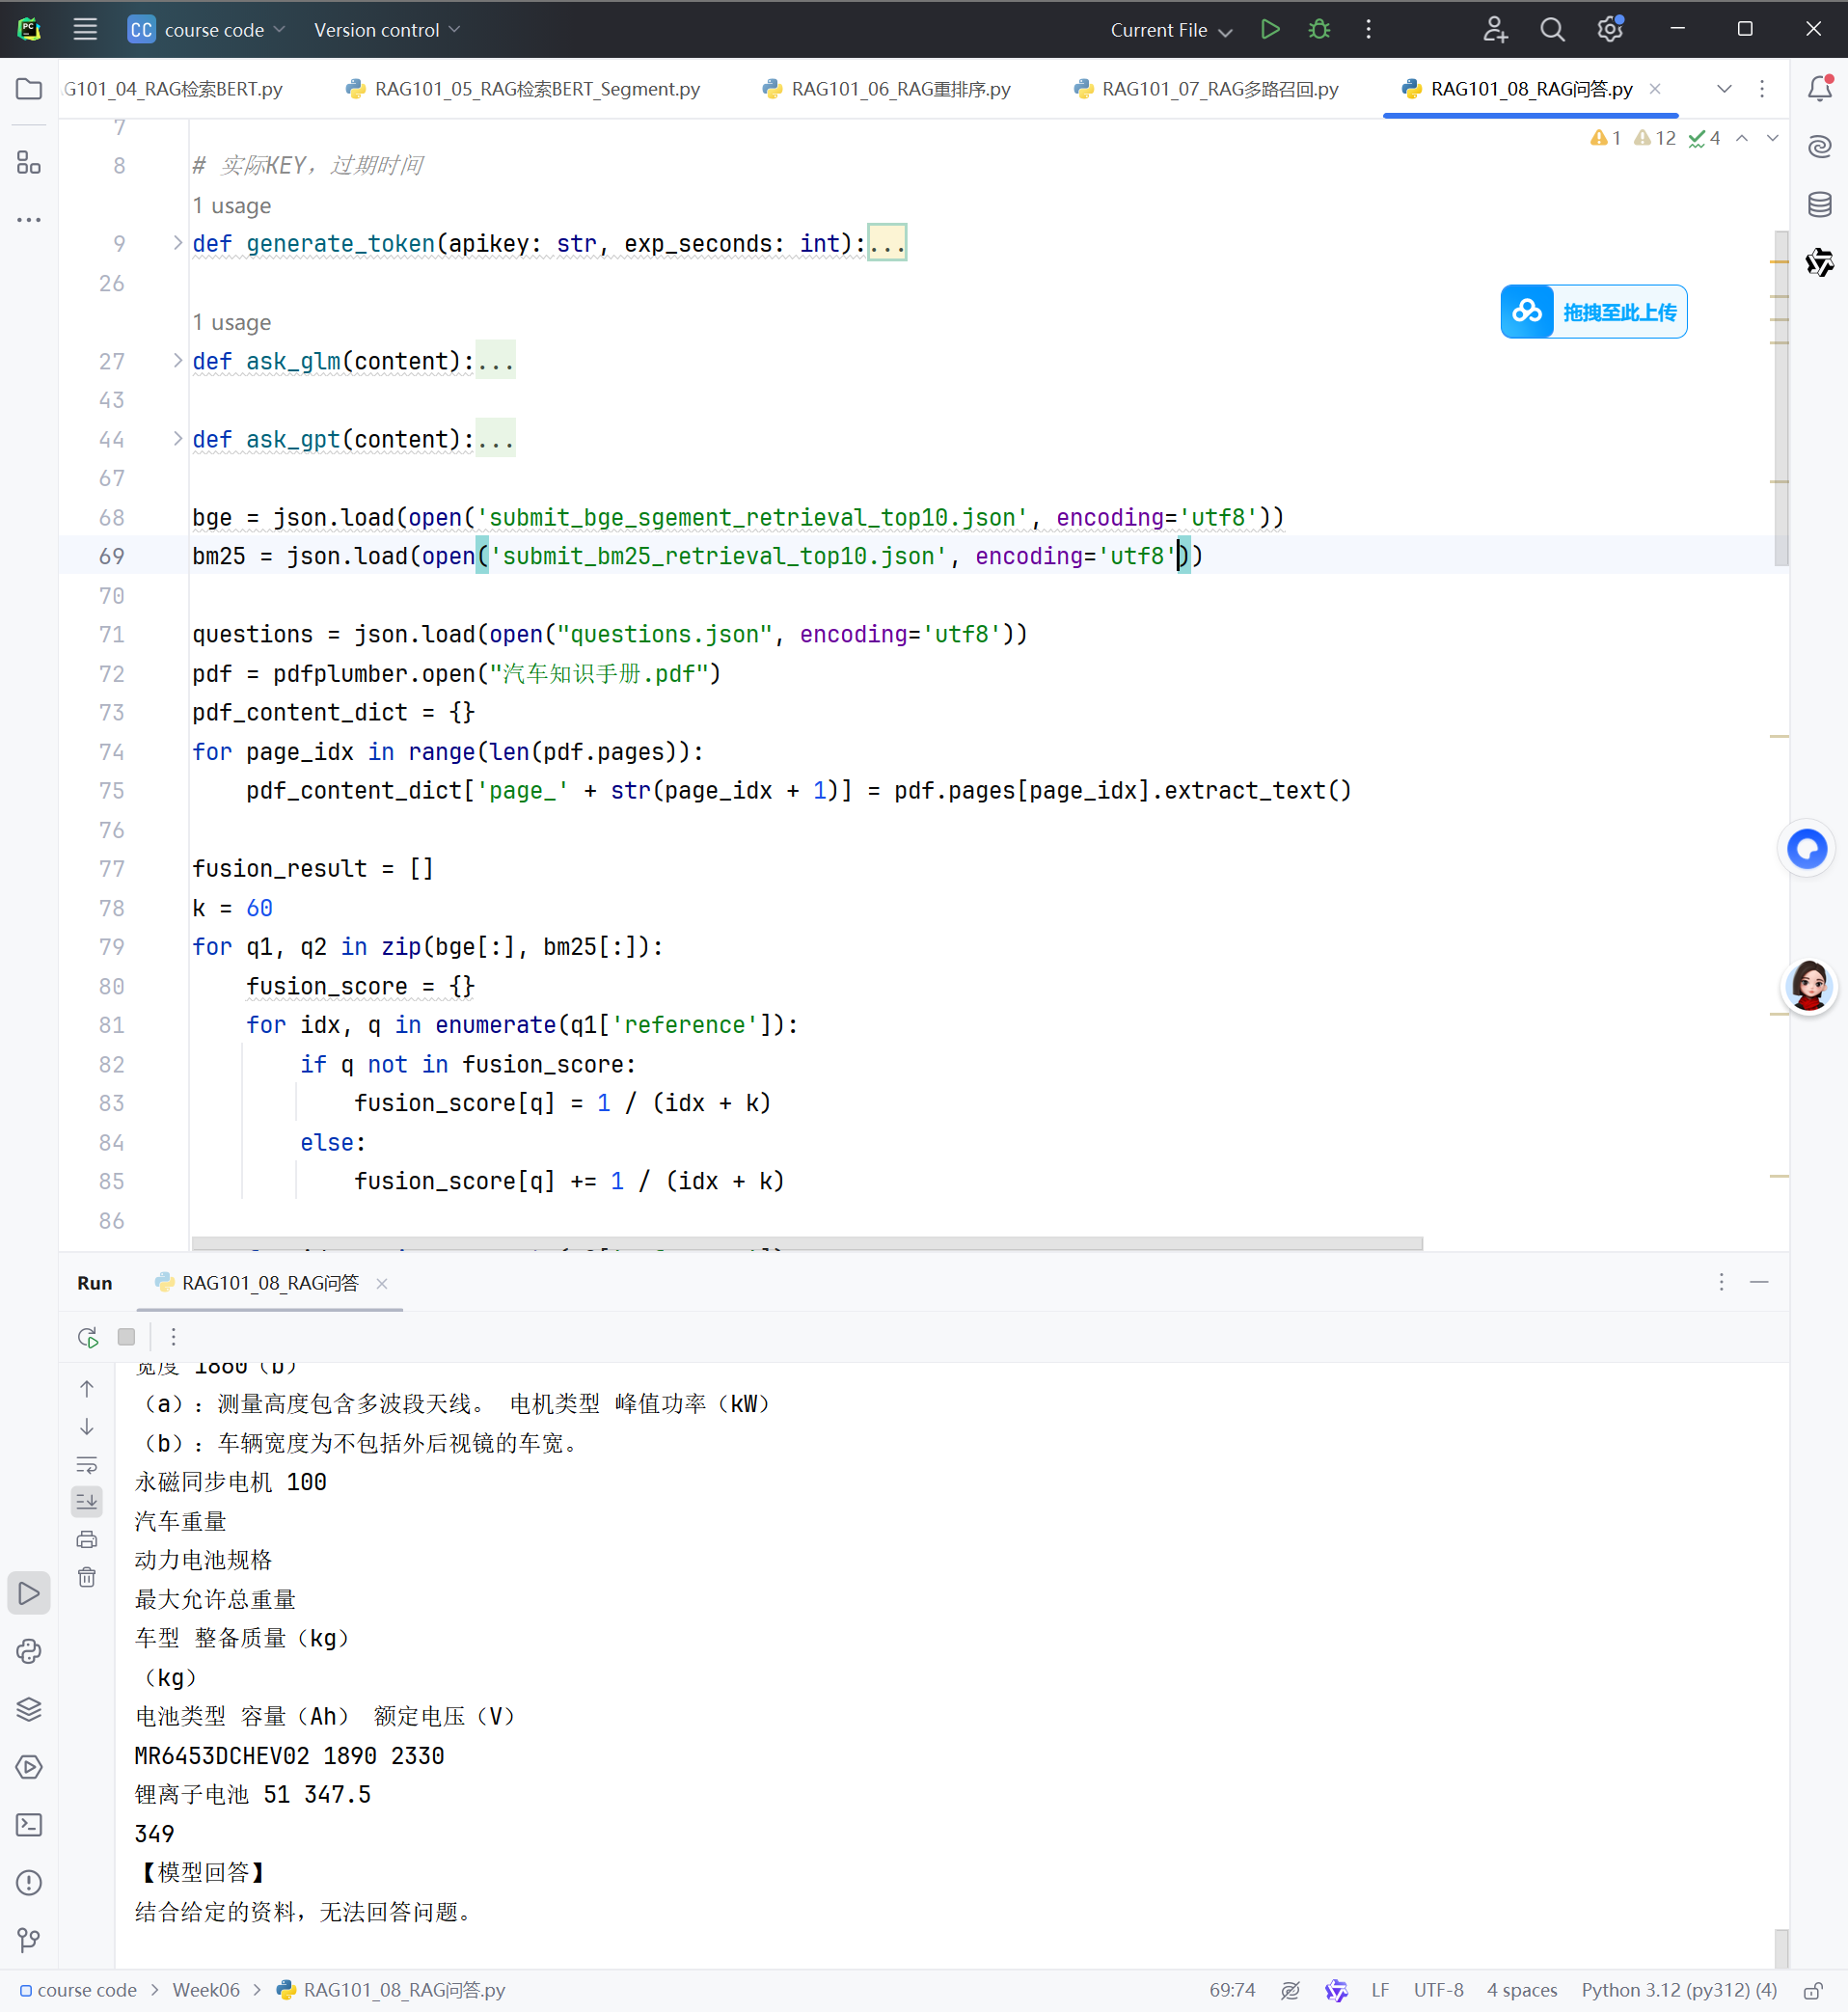 CC course code Version control Current File
G101_04_RAG检索BERT.py RAG101_05_RAG检索BERT_Segment.py RAG101_06_RAG重排序.py RAG101_07_RAG多路召回.py RAG101_08_RAG问答.py
7
1 12 4
8 # 实际KEY，过期时间
1 usage
9 def generate_token(apikey: str, exp_seconds: int):...
26
拖拽至此上传
1 usage
27 def ask_glm(content):...
43
44 def ask_gpt(content):...
67
68 bge = json.load(open('submit_bge_sgement_retrieval_top10.json', encoding='utf8'))
69 bm25 = json.load(open('submit_bm25_retrieval_top10.json', encoding='utf8'))
70
71 questions = json.load(open("questions.json", encoding='utf8'))
72 pdf = pdfplumber.open("汽车知识手册.pdf")
73 pdf_content_dict = {}
74 for page_idx in range(len(pdf.pages)):
75 pdf_content_dict['page_' + str(page_idx + 1)] = pdf.pages[page_idx].extract_text()
76
77 fusion_result = []
78 k = 60
79 for q1, q2 in zip(bge[:], bm25[:]):
80 fusion_score = {}
81 for idx, q in enumerate(q1['reference']):
82 if q not in fusion_score:
83 fusion_score[q] = 1 / (idx + k)
84 else:
85 fusion_score[q] += 1 / (idx + k)
86
Run RAG101_08_RAG问答
宽度 1860（b）
（a）：测量高度包含多波段天线。 电机类型 峰值功率（kW）
（b）：车辆宽度为不包括外后视镜的车宽。
永磁同步电机 100
汽车重量
动力电池规格
最大允许总重量
车型 整备质量（kg）
（kg）
电池类型 容量（Ah） 额定电压（V）
MR6453DCHEV02 1890 2330
锂离子电池 51 347.5
349
【模型回答】
结合给定的资料，无法回答问题。
course code Week06 RAG101_08_RAG问答.py 69:74 LF UTF-8 4 spaces Python 3.12 (py312) (4)